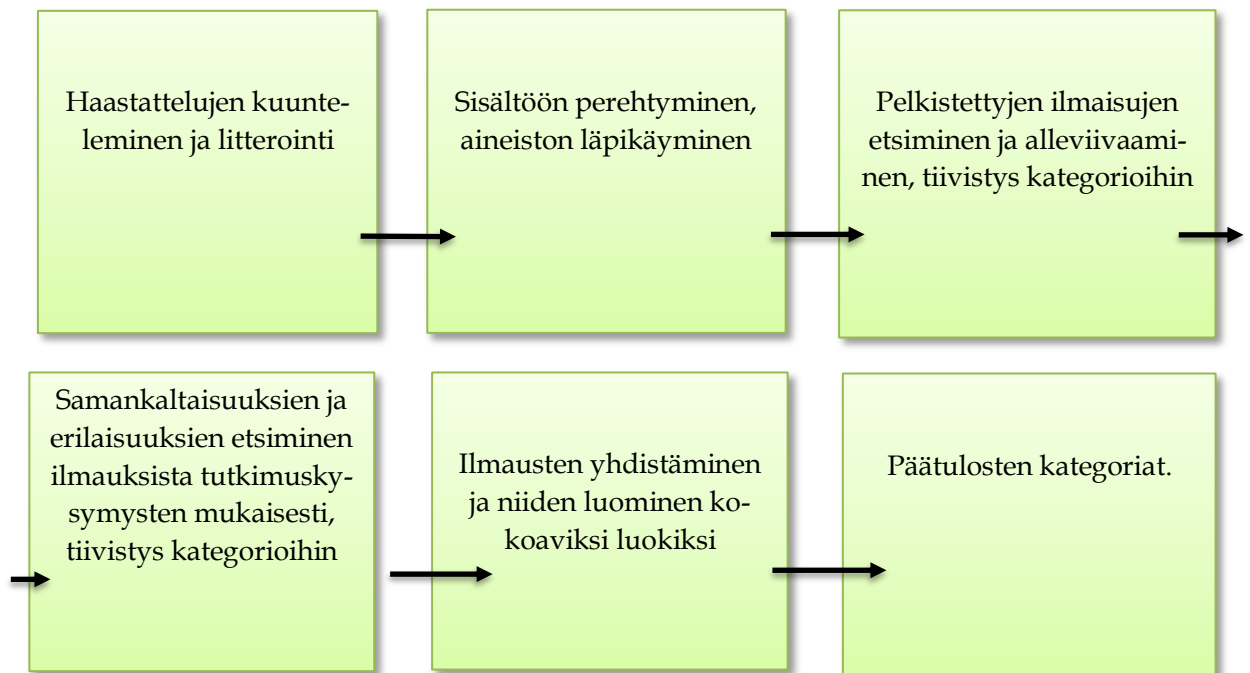 Haastattelujen kuunte-
leminen ja litterointi
Sisältöön perehtyminen,
aineiston läpikäyminen
Pelkistettyjen ilmaisujen
etsiminen ja alleviivaami-
nen, tiivistys kategorioihin
Samankaltaisuuksien ja
erilaisuuksien etsiminen
ilmauksista tutkimusky-
symysten mukaisesti,
tiivistys kategorioihin
Ilmausten yhdistäminen
ja niiden luominen ko-
koaviksi luokiksi
Päätulosten kategoriat.